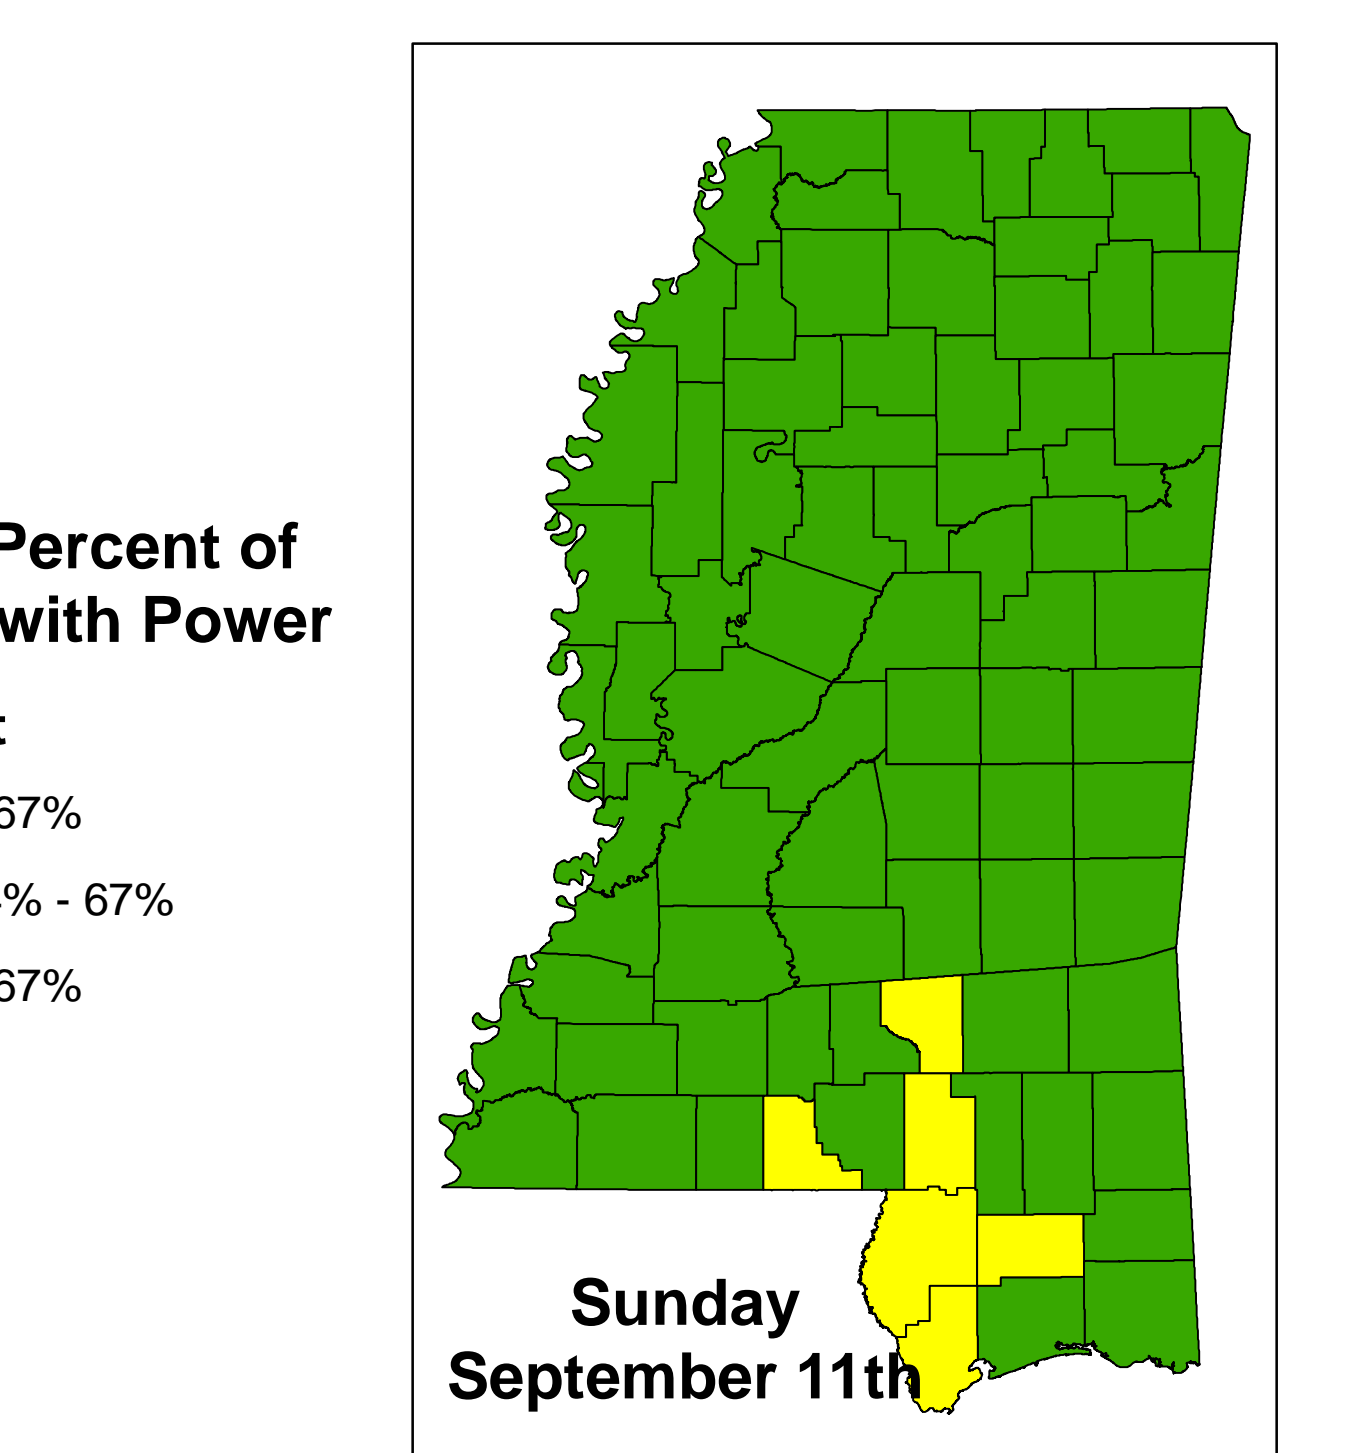 Percent of
with Power
t
67%
% - 67%
67%
Sunday
September 11th